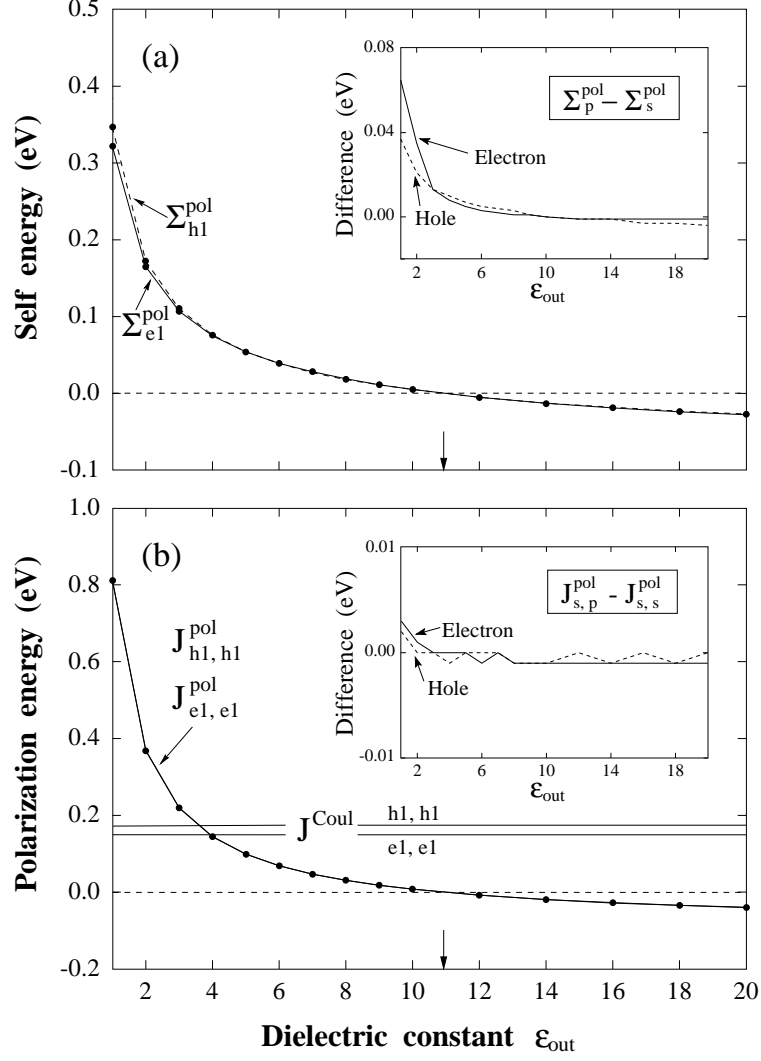 0.5
0.4
0.3
0.2
0.1
0.0
-0.1
Self energy (eV)
(a)
Σ^pol_h1
Σ^pol_e1
0.08
0.04
0.00
Difference (eV)
Σ^pol_p – Σ^pol_s
Electron
Hole
2 6 10 14 18
ε_out
1.0
0.8
0.6
0.4
0.2
0.0
-0.2
Polarization energy (eV)
(b)
J^pol_h1, h1
J^pol_e1, e1
J^Coul
h1, h1
e1, e1
0.01
0.00
-0.01
Difference (eV)
J^pol_s, p - J^pol_s, s
Electron
Hole
2 6 10 14 18
ε_out
2 4 6 8 10 12 14 16 18 20
Dielectric constant ε_out